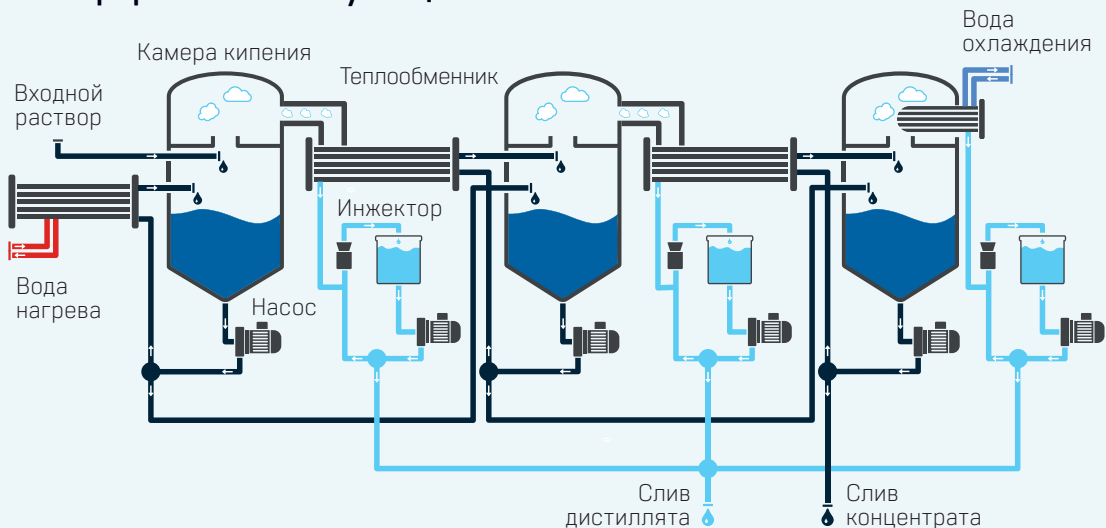 Камера кипения
Теплообменник
Вода
охлаждения
Входной
раствор
Инжектор
Вода
нагрева
Насос
Слив
дистиллята
Слив
концентрата